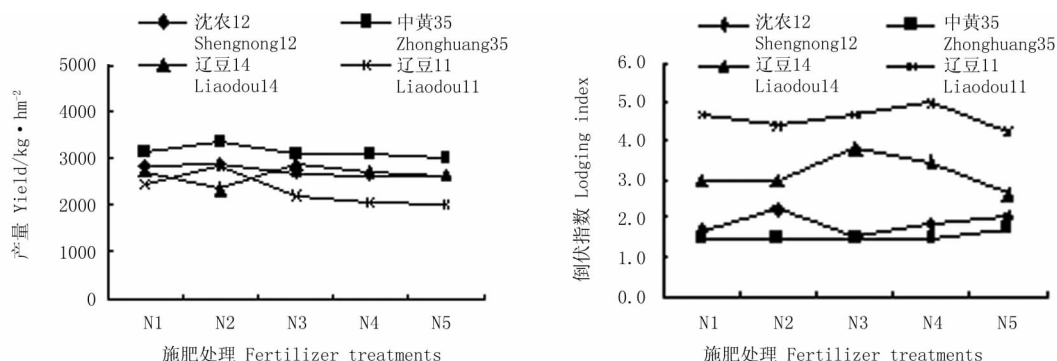 沈农12 中黄35
Shengnong12 Zhonghuang35
辽豆14 辽豆11
Liaodou14 Liaodou11
5000
4000
3000
2000
1000
0
产量 Yield/kg·hm⁻²
N1 N2 N3 N4 N5
施肥处理 Fertilizer treatments
沈农12 中黄35
Shengnong12 Zhonghuang35
辽豆14 辽豆11
Liaodou14 Liaodou11
6.0
5.0
4.0
3.0
2.0
1.0
0.0
倒伏指数 Lodging index
N1 N2 N3 N4 N5
施肥处理 Fertilizer treatments